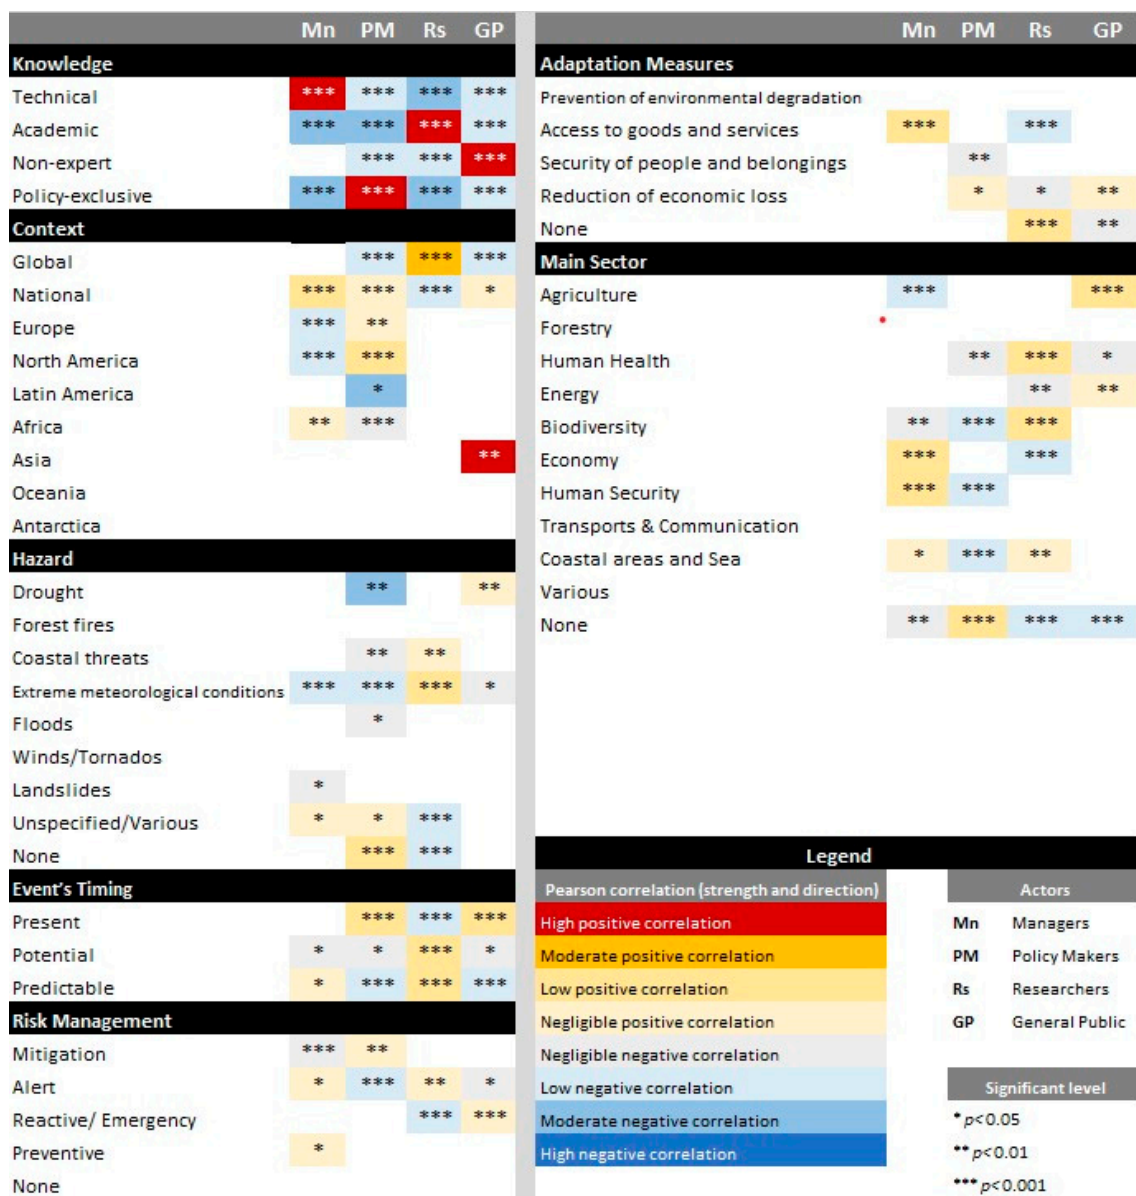 Mn PM Rs GP
Knowledge
Technical *** *** *** ***
Academic *** *** *** ***
Non-expert *** *** ***
Policy-exclusive *** *** *** ***
Context
Global *** *** ***
National *** *** *** *
Europe *** **
North America *** ***
Latin America *
Africa ** ***
Asia **
Oceania
Antarctica
Hazard
Drought ** **
Forest fires
Coastal threats ** **
Extreme meteorological conditions *** *** *** *
Floods *
Winds/Tornados
Landslides *
Unspecified/Various * * ***
None *** ***
Event's Timing
Present *** *** ***
Potential * * *** *
Predictable * *** *** ***
Risk Management
Mitigation *** **
Alert * *** ** *
Reactive/ Emergency *** ***
Preventive *
None
Mn PM Rs GP
Adaptation Measures
Prevention of environmental degradation
Access to goods and services *** ***
Security of people and belongings **
Reduction of economic loss * * **
None *** **
Main Sector
Agriculture *** ***
Forestry
Human Health ** *** *
Energy ** **
Biodiversity ** *** ***
Economy *** ***
Human Security *** ***
Transports & Communication
Coastal areas and Sea * *** **
Various
None ** *** *** ***
Legend
Pearson correlation (strength and direction)
High positive correlation
Moderate positive correlation
Low positive correlation
Negligible positive correlation
Negligible negative correlation
Low negative correlation
Moderate negative correlation
High negative correlation
Actors
Mn Managers
PM Policy Makers
Rs Researchers
GP General Public
Significant level
* p<0.05
** p<0.01
*** p<0.001